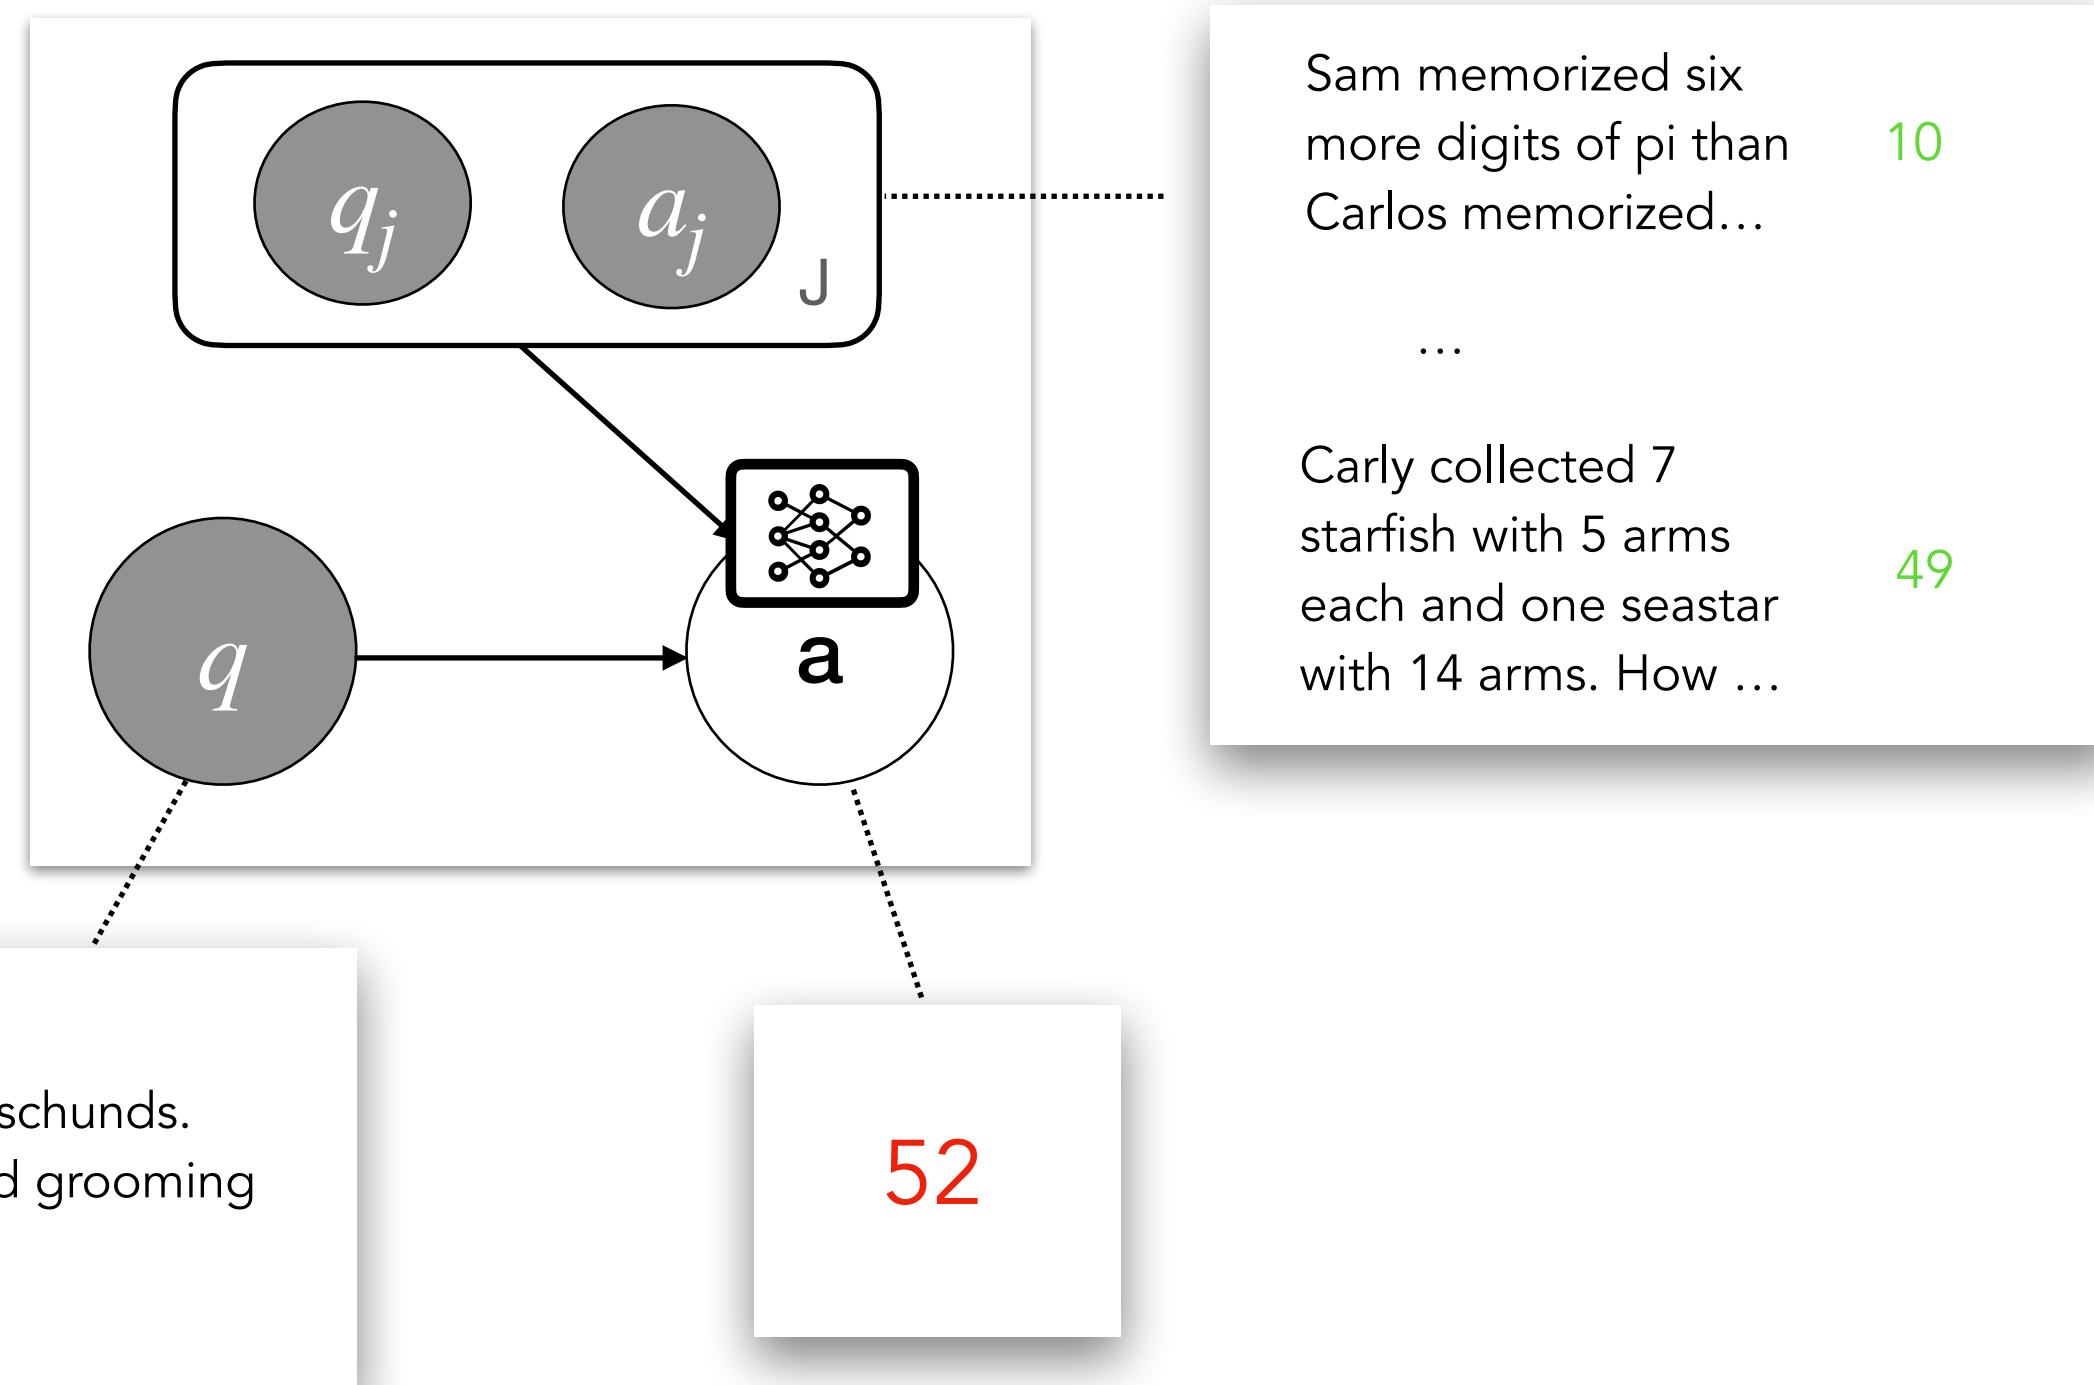 q_j
a_j
J
a
q
Sam memorized six
more digits of pi than
Carlos memorized…
10
…
Carly collected 7
starfish with 5 arms
each and one seastar
with 14 arms. How …
49
schunds.
d grooming
52